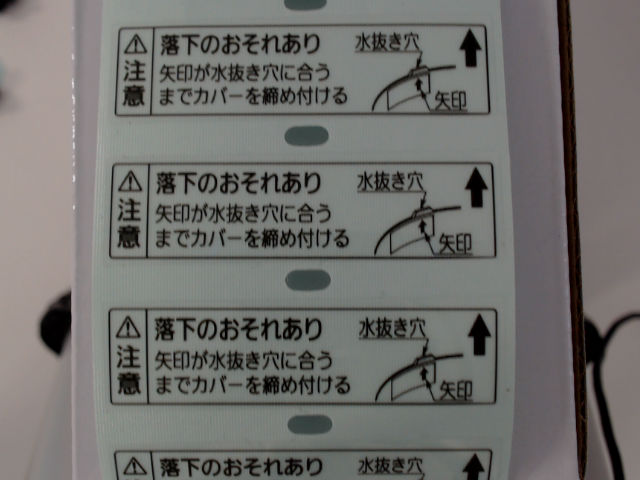 注意
落下のおそれあり
矢印が水抜き穴に合う
までカバーを締め付ける
水抜き穴
矢印
注意
落下のおそれあり
矢印が水抜き穴に合う
までカバーを締め付ける
水抜き穴
矢印
注意
落下のおそれあり
矢印が水抜き穴に合う
までカバーを締め付ける
水抜き穴
矢印
落下のおそれあり
水抜き穴